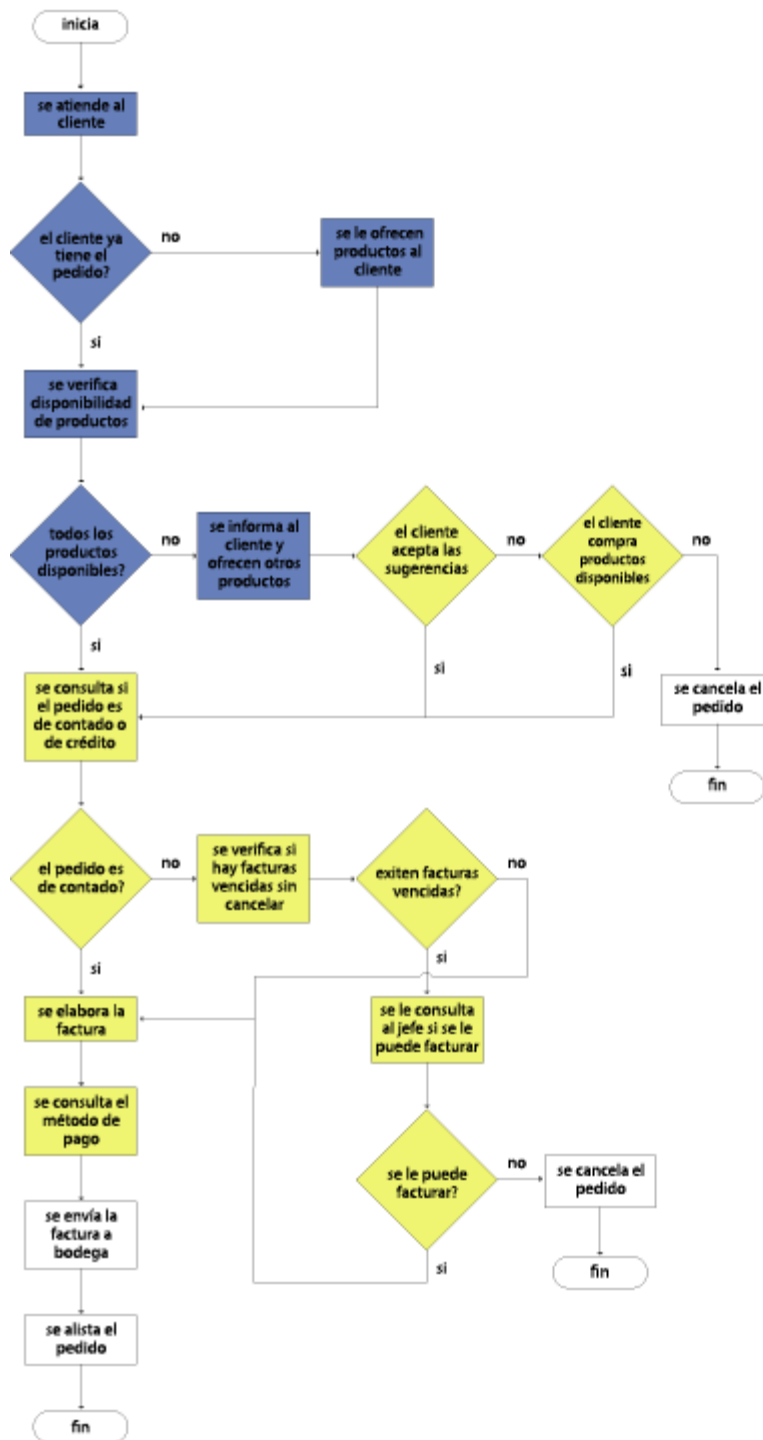 inicia
se atiende al
cliente
el cliente ya
tiene el
pedido?
no
se le ofrecen
productos al
cliente
si
se verifica
disponibilidad
de productos
todos los
productos
disponibles?
no
se informa al
cliente y
ofrecen otros
productos
el cliente
acepta las
sugerencias
no
el cliente
compra
productos
disponibles
no
si
si
si
se consulta si
el pedido es
de contado o
de crédito
se cancela el
pedido
fin
el pedido es
de contado?
no
se verifica si
hay facturas
vencidas sin
cancelar
exiten facturas
vencidas?
no
si
si
se elabora la
factura
se le consulta
al jefe si se le
puede facturar
se consulta el
método de
pago
se le puede
facturar?
no
se cancela el
pedido
se envía la
factura a
bodega
si
fin
se alista el
pedido
fin